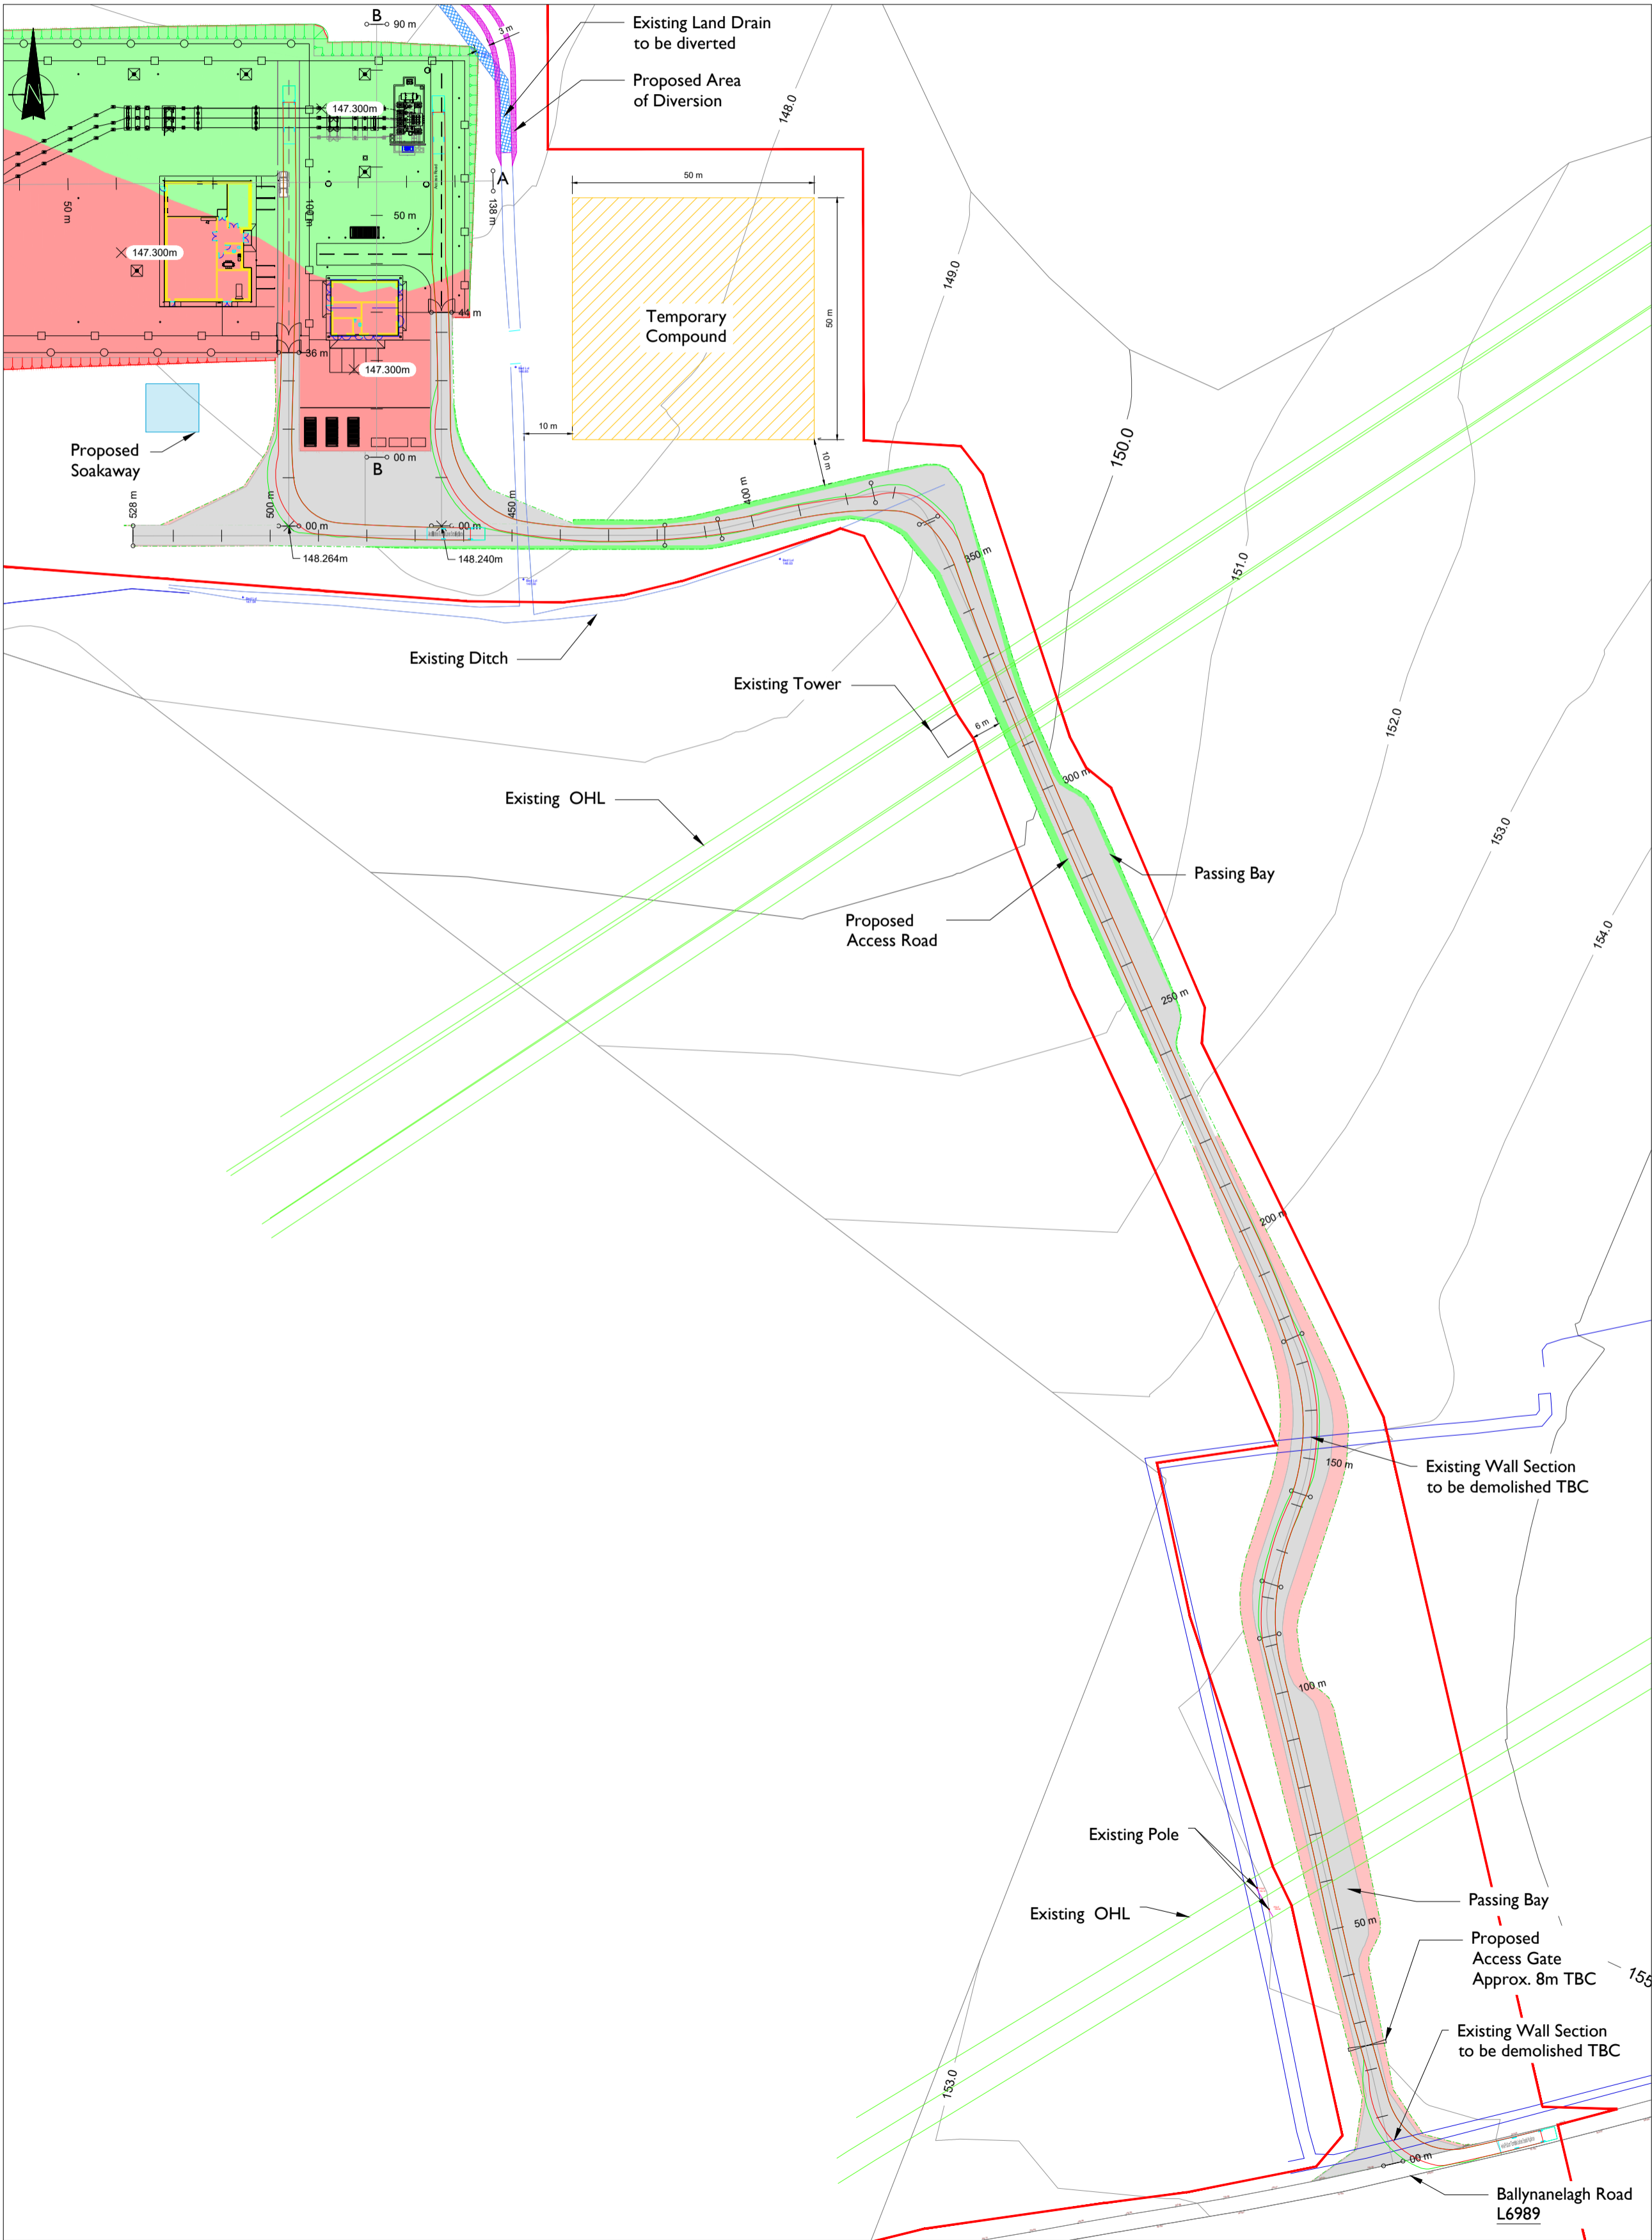 B
90 m
3 m
Existing Land Drain
to be diverted
Proposed Area
of Diversion
148.0
147.300m
Access Road
A
138 m
50 m
50 m
100 m
50 m
147.300m
149.0
50 m
Temporary
Compound
44 m
36 m
147.300m
10 m
10 m
Proposed
Soakaway
00 m
B
150.0
528 m
500 m
450 m
400 m
00 m
00 m
148.264m
148.240m
350 m
151.0
Existing Ditch
Existing Tower
6 m
152.0
300 m
Existing OHL
153.0
Passing Bay
Proposed
Access Road
154.0
250 m
200 m
150 m
Existing Wall Section
to be demolished TBC
100 m
Existing Pole
Existing OHL
Passing Bay
50 m
Proposed
Access Gate
Approx. 8m TBC
155
Existing Wall Section
to be demolished TBC
153.0
00 m
Ballynanelagh Road
L6989